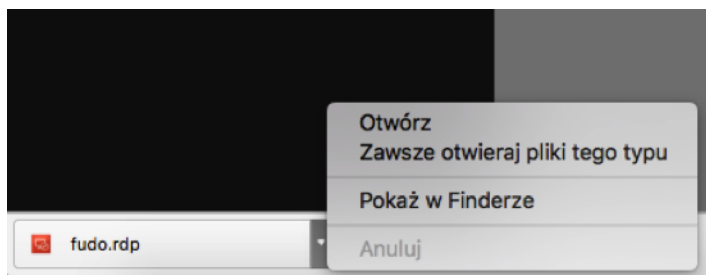 Otwórz
Zawsze otwieraj pliki tego typu
Pokaż w Finderze
fudo.rdp
Anuluj